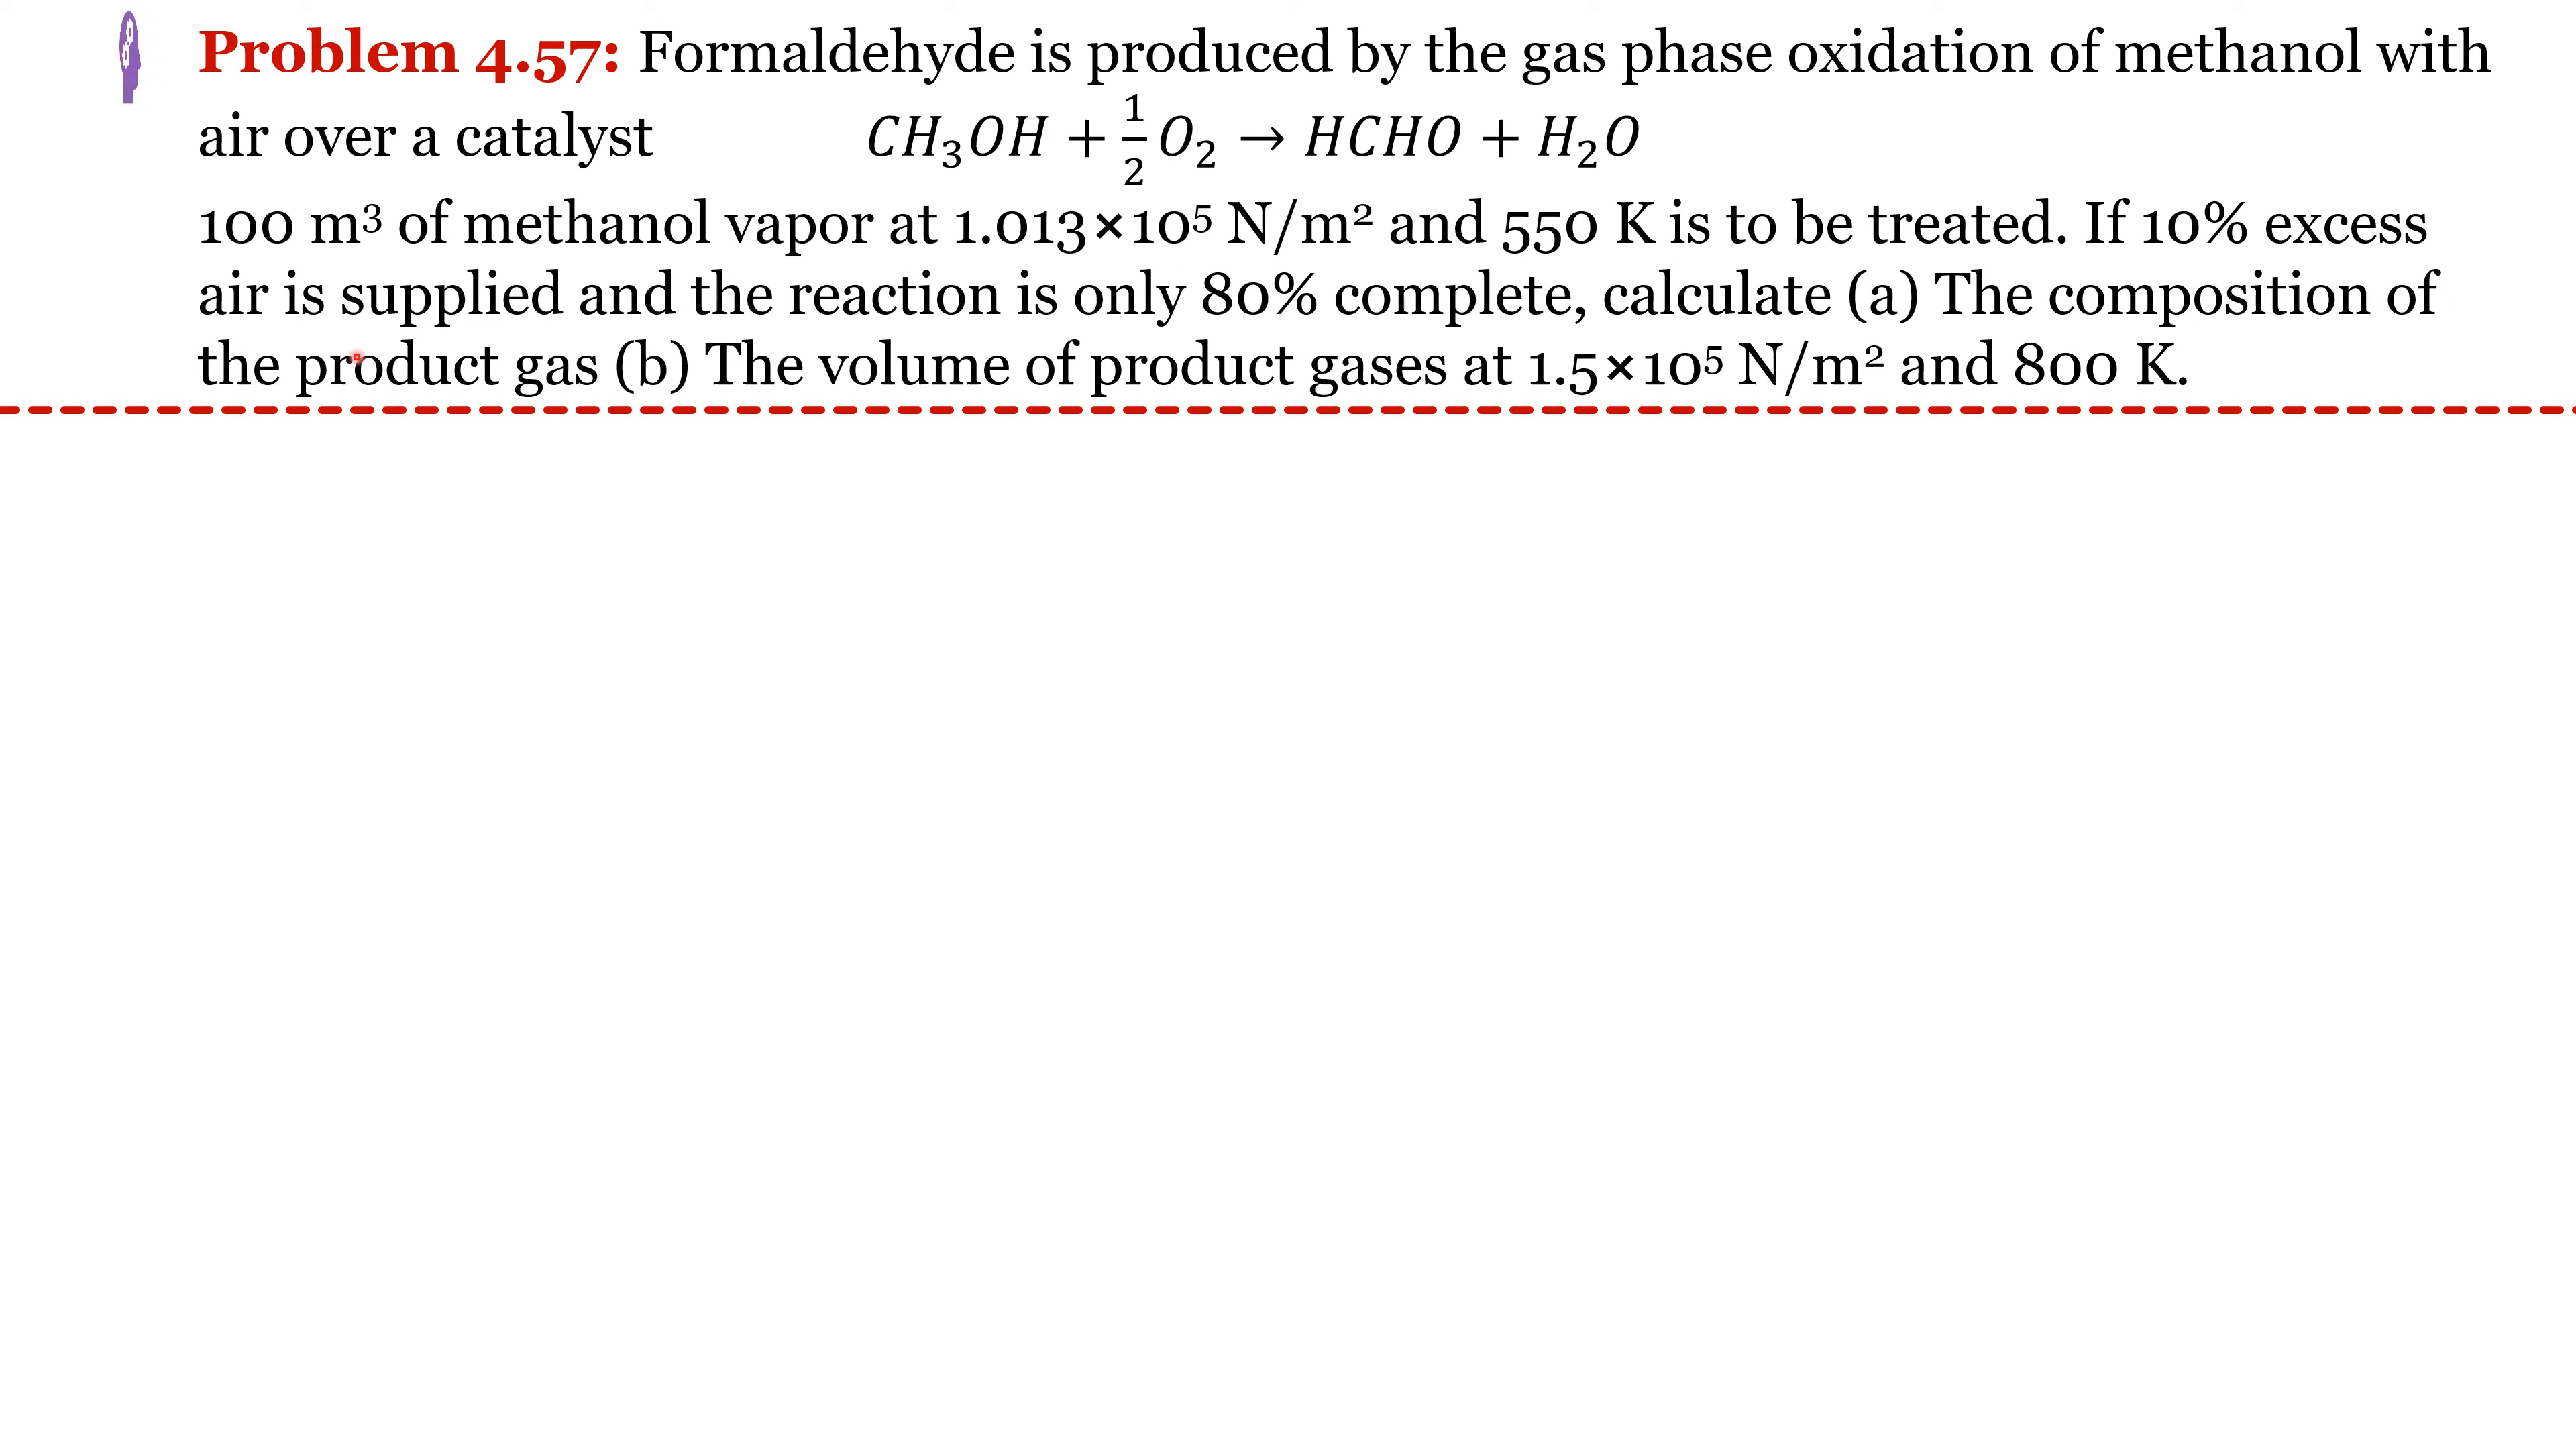 Problem 4.57: Formaldehyde is produced by the gas phase oxidation of methanol with
air over a catalyst CH₃OH + ½ O₂ → HCHO + H₂O
100 m³ of methanol vapor at 1.013×10⁵ N/m² and 550 K is to be treated. If 10% excess
air is supplied and the reaction is only 80% complete, calculate (a) The composition of
the product gas (b) The volume of product gases at 1.5×10⁵ N/m² and 800 K.